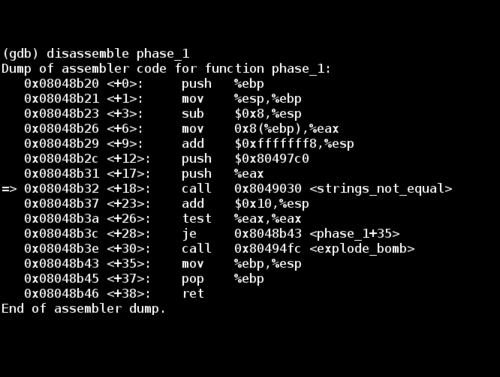 (gdb) disassemble phase_1
Dump of assembler code for function phase_1:
   0x08048b20 <+0>:     push   %ebp
   0x08048b21 <+1>:     mov    %esp,%ebp
   0x08048b23 <+3>:     sub    $0x8,%esp
   0x08048b26 <+6>:     mov    0x8(%ebp),%eax
   0x08048b29 <+9>:     add    $0xfffffff8,%esp
   0x08048b2c <+12>:    push   $0x80497c0
   0x08048b31 <+17>:    push   %eax
=> 0x08048b32 <+18>:    call   0x8049030 <strings_not_equal>
   0x08048b37 <+23>:    add    $0x10,%esp
   0x08048b3a <+26>:    test   %eax,%eax
   0x08048b3c <+28>:    je     0x8048b43 <phase_1+35>
   0x08048b3e <+30>:    call   0x80494fc <explode_bomb>
   0x08048b43 <+35>:    mov    %ebp,%esp
   0x08048b45 <+37>:    pop    %ebp
   0x08048b46 <+38>:    ret
End of assembler dump.